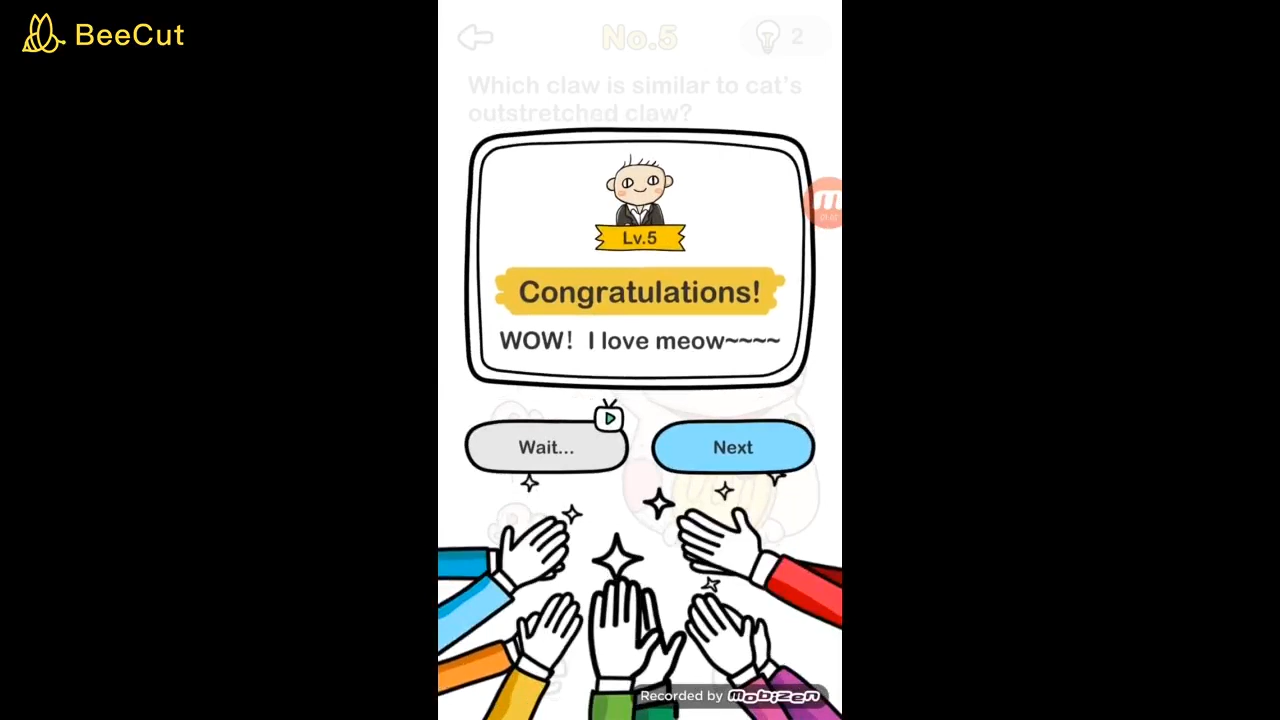 BeeCut
No.5
2
Which claw is similar to cat's
outstretched claw?
Lv.5
Congratulations!
WOW! I love meow~~~~
Wait...
Next
Recorded by mobizen